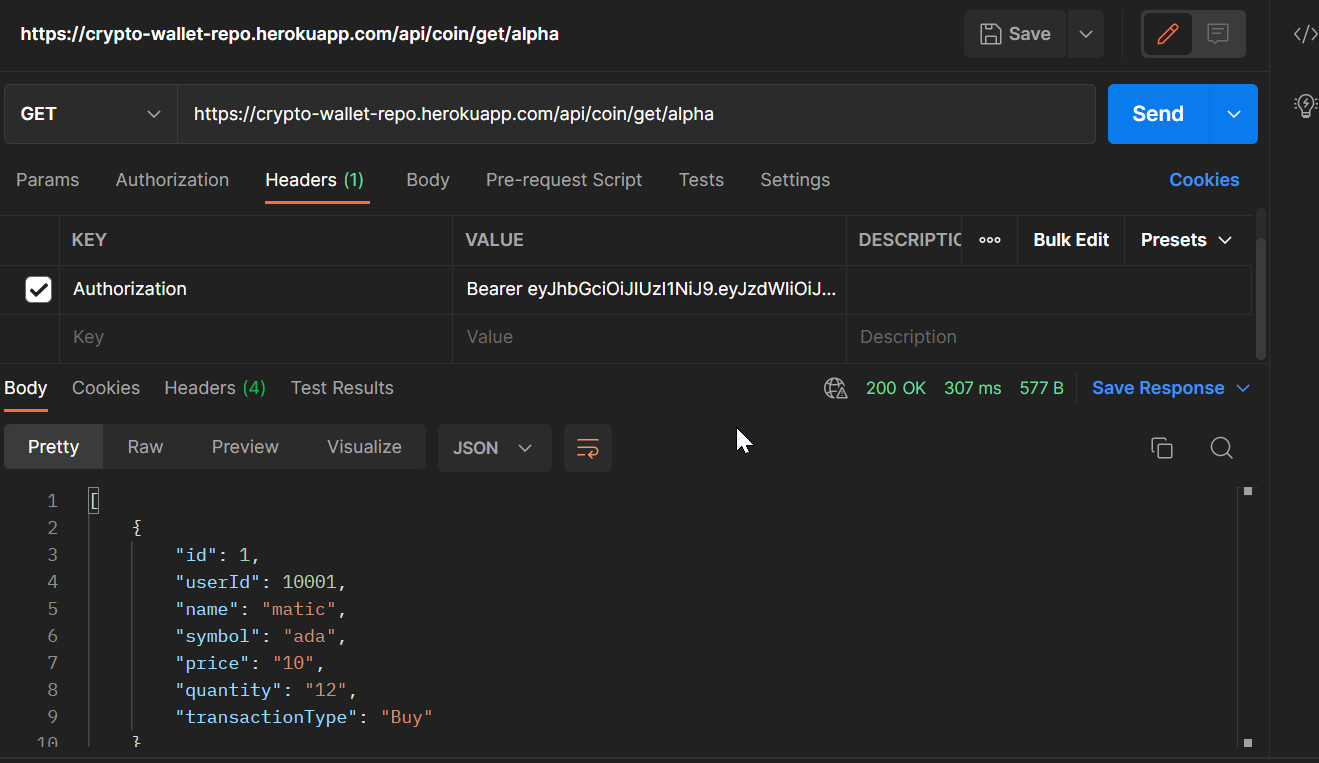 https://crypto-wallet-repo.herokuapp.com/api/coin/get/alpha
Save
GET
https://crypto-wallet-repo.herokuapp.com/api/coin/get/alpha
Send
Params Authorization Headers (1) Body Pre-request Script Tests Settings Cookies
KEY VALUE DESCRIPTIC Bulk Edit Presets
Authorization Bearer eyJhbGciOiJIUzI1NiJ9.eyJzdWIiOiJ...
Key Value Description
Body Cookies Headers (4) Test Results 200 OK 307 ms 577 B Save Response
Pretty Raw Preview Visualize JSON
1 [
2 {
3 "id": 1,
4 "userId": 10001,
5 "name": "matic",
6 "symbol": "ada",
7 "price": "10",
8 "quantity": "12",
9 "transactionType": "Buy"
10 }